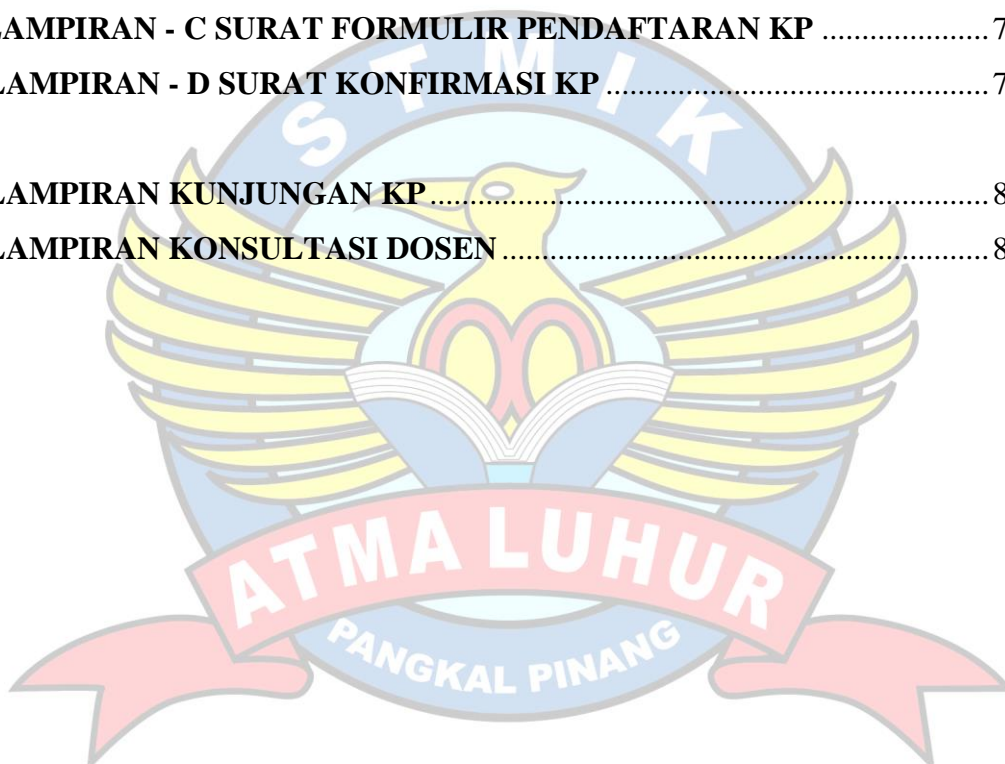 LAMPIRAN - C SURAT FORMULIR PENDAFTARAN KP ..................... 7
LAMPIRAN - D SURAT KONFIRMASI KP ................................................ 7
LAMPIRAN KUNJUNGAN KP ...................................................................... 8
LAMPIRAN KONSULTASI DOSEN ............................................................. 8
STMIK
ATMA LUHUR
PANGKAL PINANG